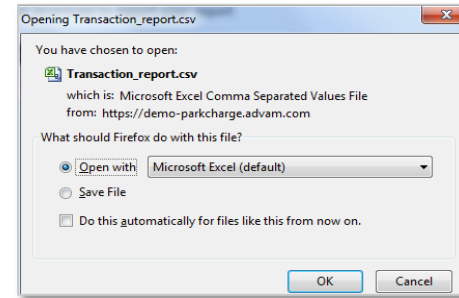 Opening Transaction_report.csv
You have chosen to open:
Transaction_report.csv
which is: Microsoft Excel Comma Separated Values File
from: https://demo-parkcharge.advam.com
What should Firefox do with this file?
Open with Microsoft Excel (default)
Save File
Do this automatically for files like this from now on.
OK Cancel